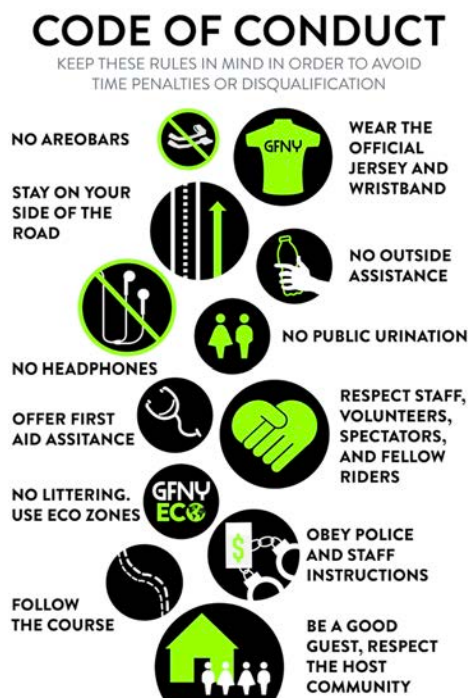 CODE OF CONDUCT
KEEP THESE RULES IN MIND IN ORDER TO AVOID
TIME PENALTIES OR DISQUALIFICATION
NO AREOBARS
GFNY
WEAR THE
OFFICIAL
JERSEY AND
WRISTBAND
STAY ON YOUR
SIDE OF THE
ROAD
NO OUTSIDE
ASSISTANCE
NO HEADPHONES
NO PUBLIC URINATION
OFFER FIRST
AID ASSITANCE
RESPECT STAFF,
VOLUNTEERS,
SPECTATORS,
AND FELLOW
RIDERS
NO LITTERING.
USE ECO ZONES
GFNY
ECO
$
OBEY POLICE
AND STAFF
INSTRUCTIONS
FOLLOW
THE COURSE
BE A GOOD
GUEST, RESPECT
THE HOST
COMMUNITY